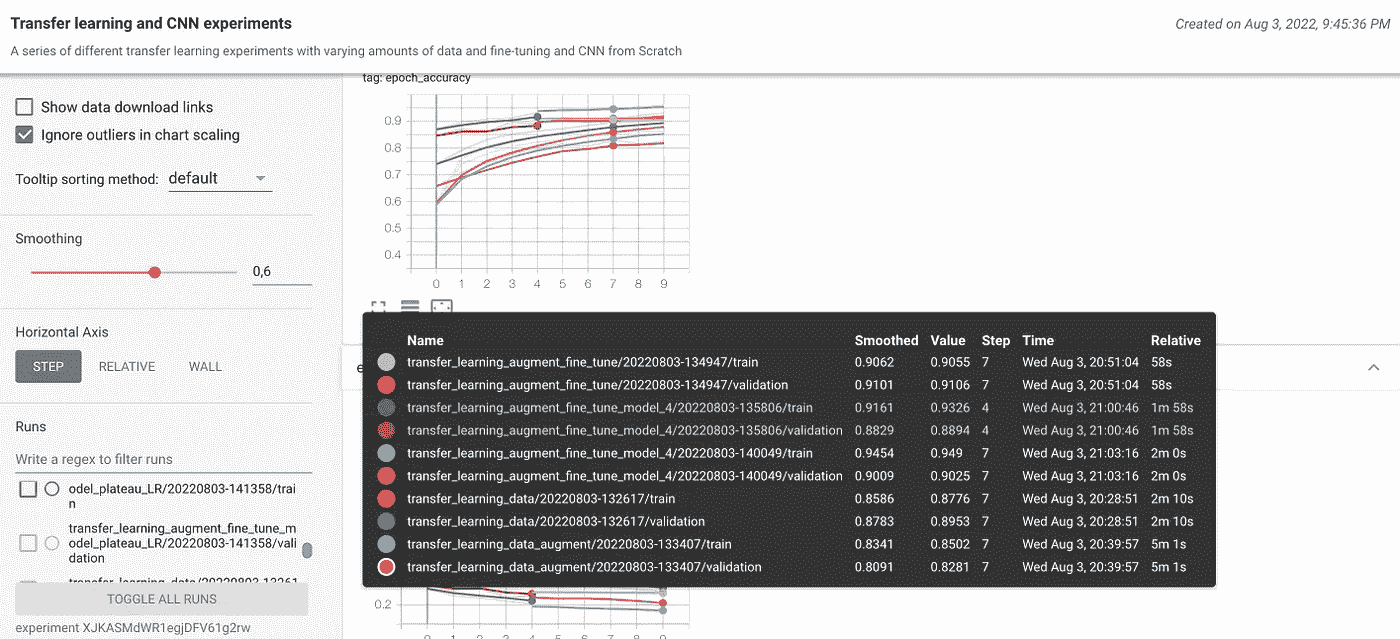 Transfer learning and CNN experiments
Created on Aug 3, 2022, 9:45:36 PM
A series of different transfer learning experiments with varying amounts of data and fine-tuning and CNN from Scratch
Show data download links
Ignore outliers in chart scaling
Tooltip sorting method: default
Smoothing
0,6
Horizontal Axis
STEP RELATIVE WALL
Runs
Write a regex to filter runs
odel_plateau_LR/20220803-141358/trai
n
transfer_learning_augment_fine_tune_m
odel_plateau_LR/20220803-141358/vali
dation
transfer_learning_data/20220803-13261
TOGGLE ALL RUNS
experiment XJKASMdWR1egjDFV61g2rw
tag: epoch_accuracy
0.9
0.8
0.7
0.6
0.5
0.4
0 1 2 3 4 5 6 7 8 9
Name Smoothed Value Step Time Relative
transfer_learning_augment_fine_tune/20220803-134947/train 0.9062 0.9055 7 Wed Aug 3, 20:51:04 58s
transfer_learning_augment_fine_tune/20220803-134947/validation 0.9101 0.9106 7 Wed Aug 3, 20:51:04 58s
transfer_learning_augment_fine_tune_model_4/20220803-135806/train 0.9161 0.9326 4 Wed Aug 3, 21:00:46 1m 58s
transfer_learning_augment_fine_tune_model_4/20220803-135806/validation 0.8829 0.8894 4 Wed Aug 3, 21:00:46 1m 58s
transfer_learning_augment_fine_tune_model_4/20220803-140049/train 0.9454 0.949 7 Wed Aug 3, 21:03:16 2m 0s
transfer_learning_augment_fine_tune_model_4/20220803-140049/validation 0.9009 0.9025 7 Wed Aug 3, 21:03:16 2m 0s
transfer_learning_data/20220803-132617/train 0.8586 0.8776 7 Wed Aug 3, 20:28:51 2m 10s
transfer_learning_data/20220803-132617/validation 0.8783 0.8953 7 Wed Aug 3, 20:28:51 2m 10s
transfer_learning_data_augment/20220803-133407/train 0.8341 0.8502 7 Wed Aug 3, 20:39:57 5m 1s
transfer_learning_data_augment/20220803-133407/validation 0.8091 0.8281 7 Wed Aug 3, 20:39:57 5m 1s
0.2